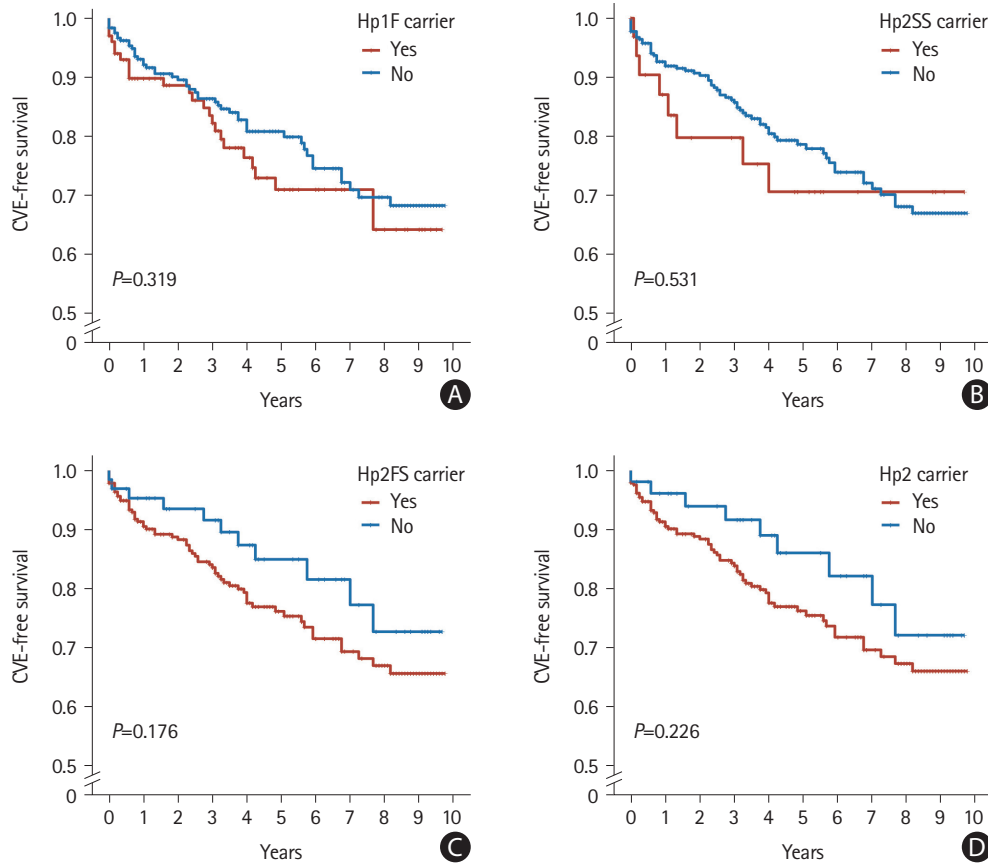 Hp1F carrier
Yes
No
CVE-free survival
1.0
0.9
0.8
0.7
0.6
0.5
0
P=0.319
0 1 2 3 4 5 6 7 8 9 10
Years
A
Hp2SS carrier
Yes
No
CVE-free survival
1.0
0.9
0.8
0.7
0.6
0.5
0
P=0.531
0 1 2 3 4 5 6 7 8 9 10
Years
B
Hp2FS carrier
Yes
No
CVE-free survival
1.0
0.9
0.8
0.7
0.6
0.5
0
P=0.176
0 1 2 3 4 5 6 7 8 9 10
Years
C
Hp2 carrier
Yes
No
CVE-free survival
1.0
0.9
0.8
0.7
0.6
0.5
0
P=0.226
0 1 2 3 4 5 6 7 8 9 10
Years
D